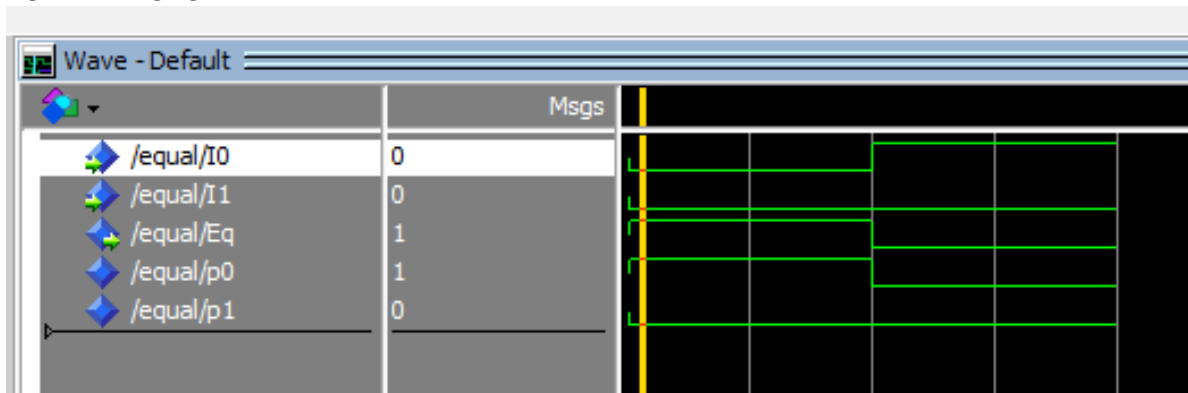 Wave - Default
Msgs
/equal/I0 0
/equal/I1 0
/equal/Eq 1
/equal/p0 1
/equal/p1 0